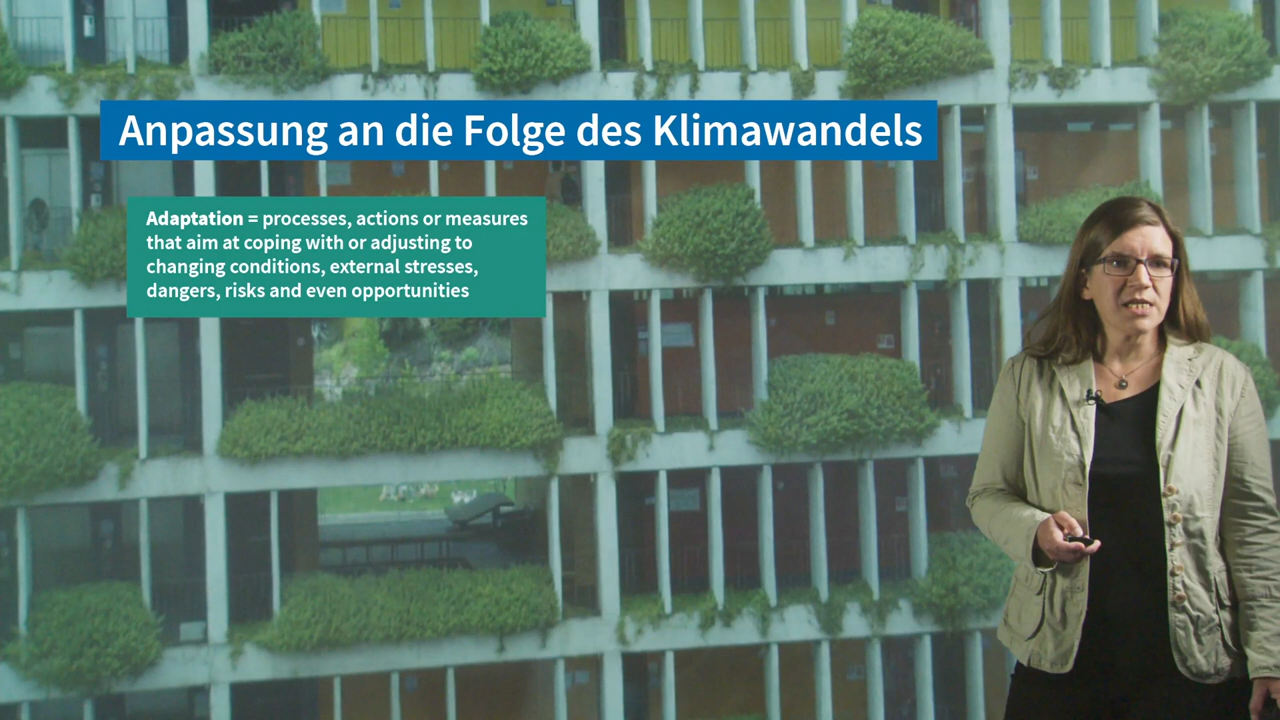 Anpassung an die Folge des Klimawandels
Adaptation = processes, actions or measures
that aim at coping with or adjusting to
changing conditions, external stresses,
dangers, risks and even opportunities